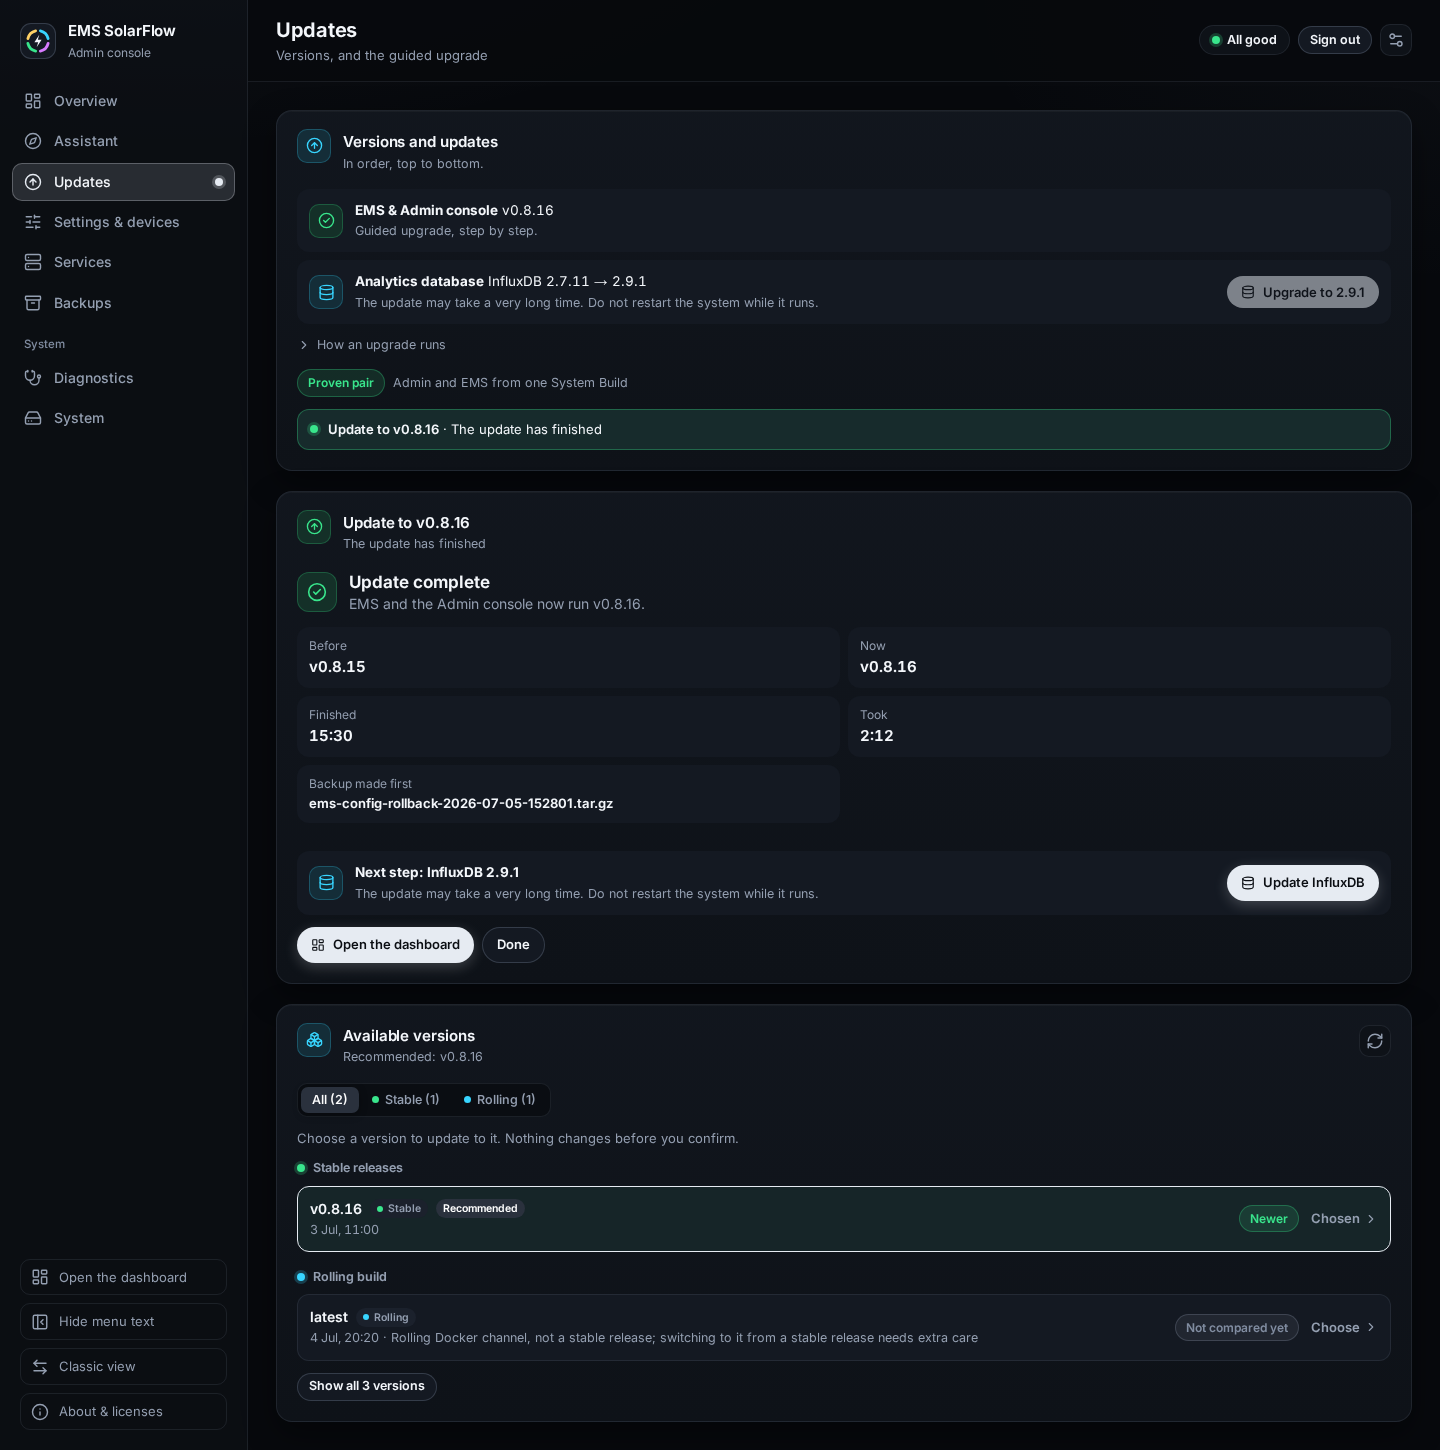 EMS SolarFlow
Admin console
Overview
Assistant
Updates
Settings & devices
Services
Backups
System
Diagnostics
System
Open the dashboard
Hide menu text
Classic view
About & licenses
Updates
Versions, and the guided upgrade
All good
Sign out
Versions and updates
In order, top to bottom.
EMS & Admin console v0.8.16
Guided upgrade, step by step.
Analytics database InfluxDB 2.7.11 → 2.9.1
The update may take a very long time. Do not restart the system while it runs.
Upgrade to 2.9.1
How an upgrade runs
Proven pair Admin and EMS from one System Build
Update to v0.8.16 · The update has finished
Update to v0.8.16
The update has finished
Update complete
EMS and the Admin console now run v0.8.16.
Before
v0.8.15
Now
v0.8.16
Finished
15:30
Took
2:12
Backup made first
ems-config-rollback-2026-07-05-152801.tar.gz
Next step: InfluxDB 2.9.1
The update may take a very long time. Do not restart the system while it runs.
Update InfluxDB
Open the dashboard
Done
Available versions
Recommended: v0.8.16
All (2)
Stable (1)
Rolling (1)
Choose a version to update to it. Nothing changes before you confirm.
Stable releases
v0.8.16 Stable Recommended
3 Jul, 11:00
Newer
Chosen
Rolling build
latest Rolling
4 Jul, 20:20 · Rolling Docker channel, not a stable release; switching to it from a stable release needs extra care
Not compared yet
Choose
Show all 3 versions